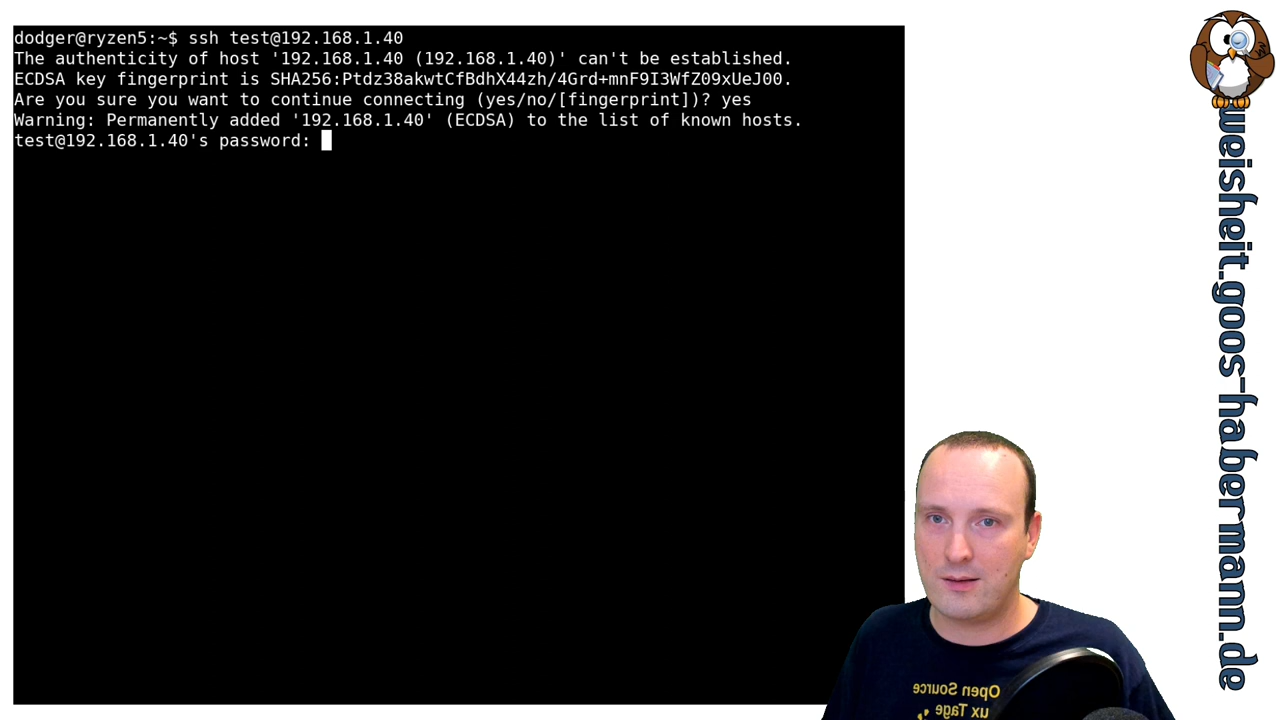 dodger@ryzen5:~$ ssh test@192.168.1.40
The authenticity of host '192.168.1.40 (192.168.1.40)' can't be established.
ECDSA key fingerprint is SHA256:Ptdz38akwtCfBdhX44zh/4Grd+mnF9I3WfZ09xUeJ00.
Are you sure you want to continue connecting (yes/no/[fingerprint])? yes
Warning: Permanently added '192.168.1.40' (ECDSA) to the list of known hosts.
test@192.168.1.40's password:
weisheit.goos-habermann.de
Open Source
ux Tage